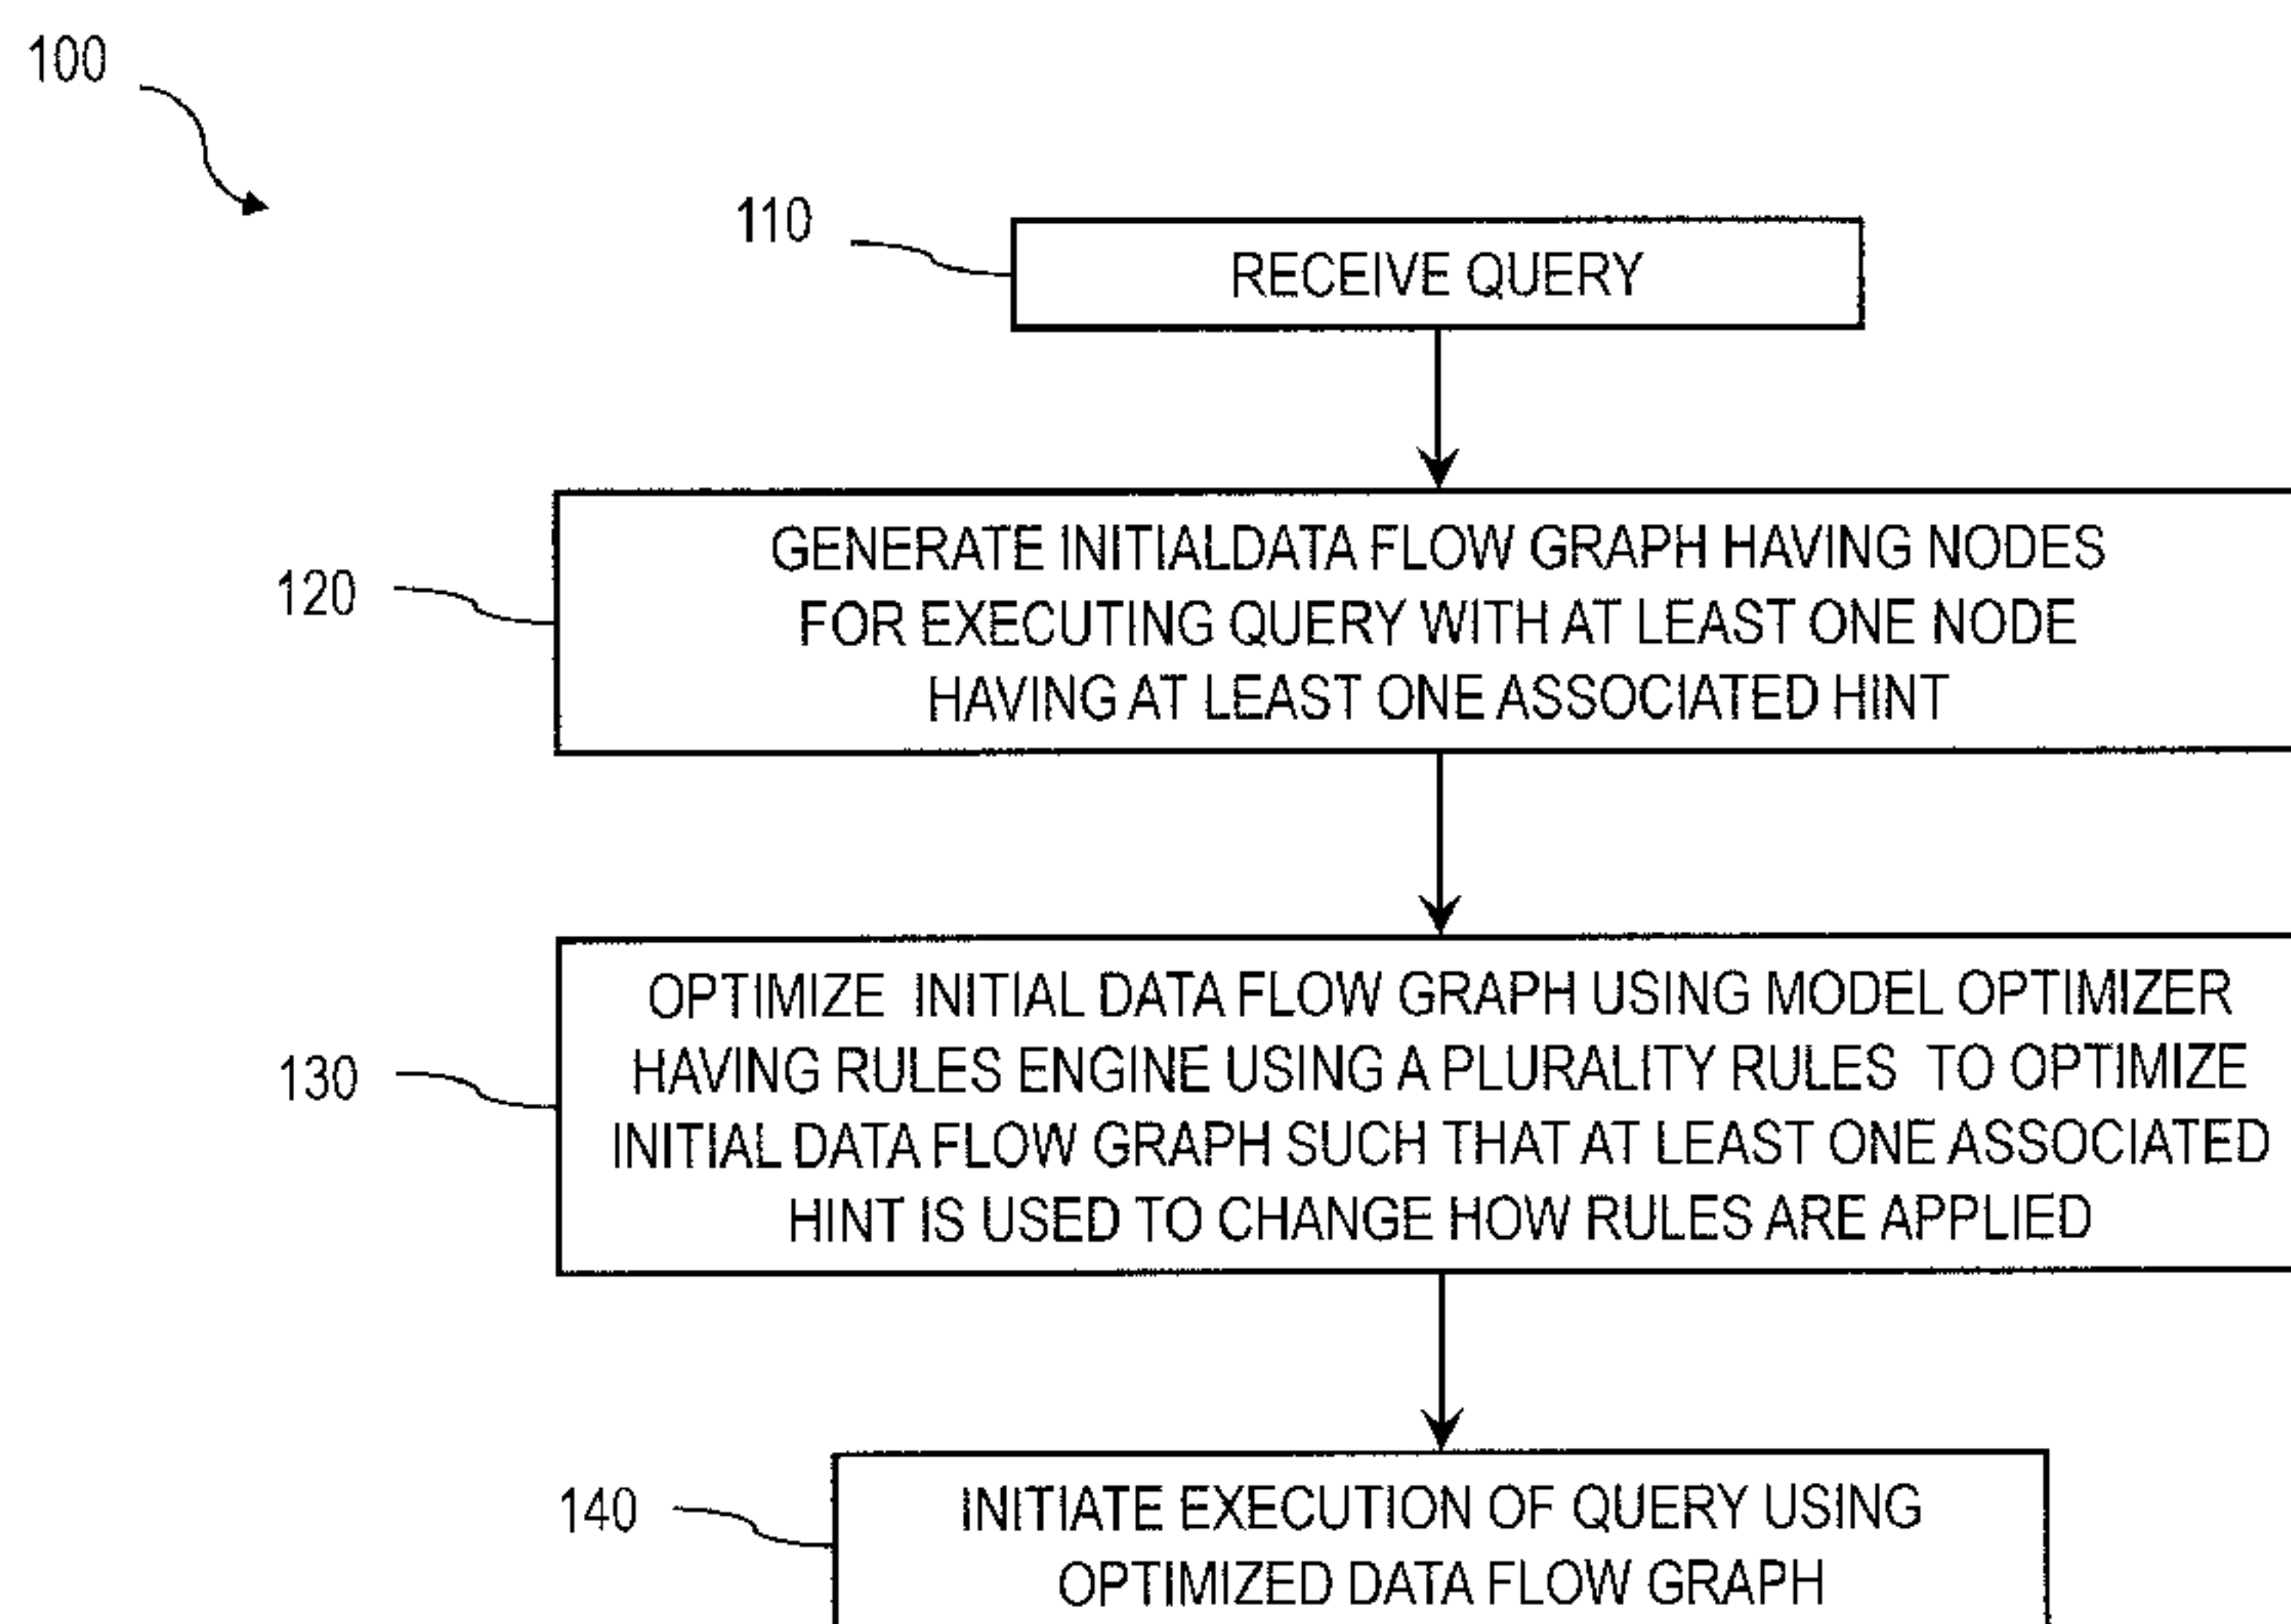 100
110
RECEIVE QUERY
120
GENERATE INITIALDATA FLOW GRAPH HAVING NODES
FOR EXECUTING QUERY WITH AT LEAST ONE NODE
HAVING AT LEAST ONE ASSOCIATED HINT
130
OPTIMIZE INITIAL DATA FLOW GRAPH USING MODEL OPTIMIZER
HAVING RULES ENGINE USING A PLURALITY RULES TO OPTIMIZE
INITIAL DATA FLOW GRAPH SUCH THAT AT LEAST ONE ASSOCIATED
HINT IS USED TO CHANGE HOW RULES ARE APPLIED
140
INITIATE EXECUTION OF QUERY USING
OPTIMIZED DATA FLOW GRAPH